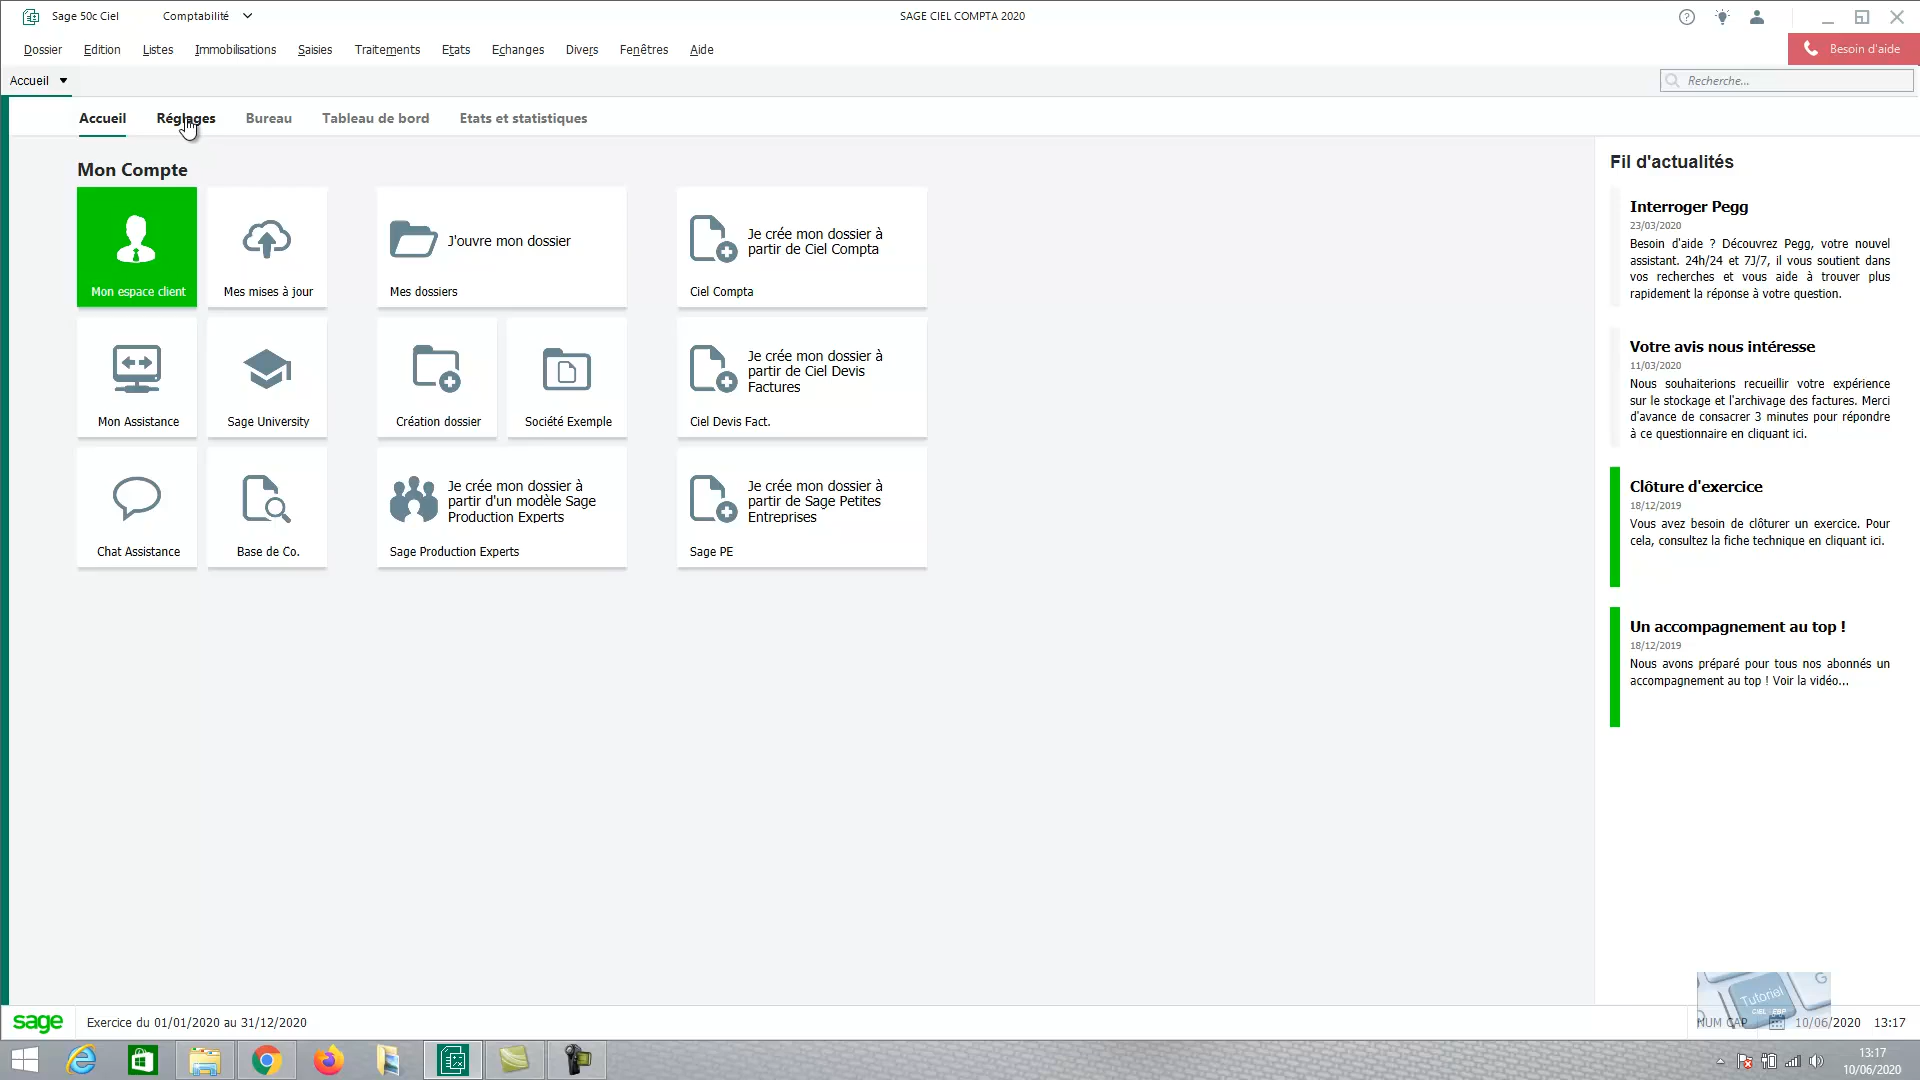 Sage 50c Ciel
Comptabilité
SAGE CIEL COMPTA 2020
Dossier
Edition
Listes
Immobilisations
Saisies
Traitements
Etats
Echanges
Divers
Fenêtres
Aide
Besoin d'aide
Accueil
Recherche...
Accueil
Réglages
Bureau
Tableau de bord
Etats et statistiques
Mon Compte
Mon espace client
Mes mises à jour
J'ouvre mon dossier
Mes dossiers
Je crée mon dossier à
partir de Ciel Compta
Ciel Compta
Mon Assistance
Sage University
Création dossier
Société Exemple
Je crée mon dossier à
partir de Ciel Devis
Factures
Ciel Devis Fact.
Chat Assistance
Base de Co.
Je crée mon dossier à
partir d'un modèle Sage
Production Experts
Sage Production Experts
Je crée mon dossier à
partir de Sage Petites
Entreprises
Sage PE
Fil d'actualités
Interroger Pegg
23/03/2020
Besoin d'aide ? Découvrez Pegg, votre nouvel
assistant. 24h/24 et 7J/7, il vous soutient dans
vos recherches et vous aide à trouver plus
rapidement la réponse à votre question.
Votre avis nous intéresse
11/03/2020
Nous souhaiterions recueillir votre expérience
sur le stockage et l'archivage des factures. Merci
d'avance de consacrer 3 minutes pour répondre
à ce questionnaire en cliquant ici.
Clôture d'exercice
18/12/2019
Vous avez besoin de clôturer un exercice. Pour
cela, consultez la fiche technique en cliquant ici.
Un accompagnement au top !
18/12/2019
Nous avons préparé pour tous nos abonnés un
accompagnement au top ! Voir la vidéo...
Tutoriel
CIEL EBP
G
sage
Exercice du 01/01/2020 au 31/12/2020
NUM CAP
10/06/2020
13:17
13:17
10/06/2020